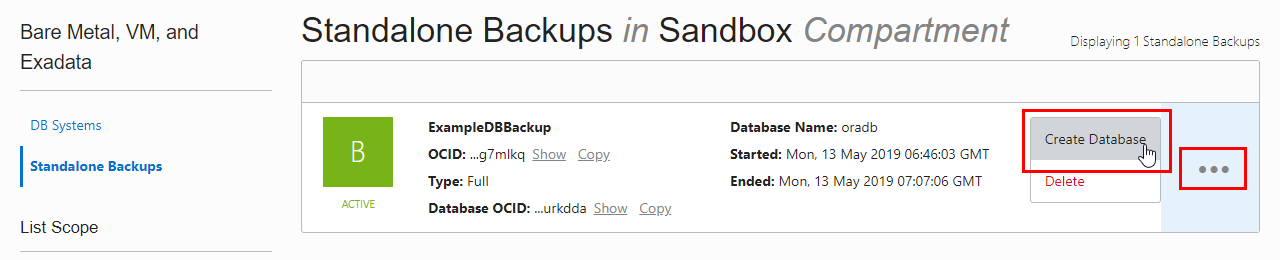 Bare Metal, VM, and
Exadata
DB Systems
Standalone Backups
List Scope
Standalone Backups in Sandbox Compartment
Displaying 1 Standalone Backups
B
ACTIVE
ExampleDBBackup
OCID: ...g7mlkq Show Copy
Type: Full
Database OCID: ...urkdda Show Copy
Database Name: oradb
Started: Mon, 13 May 2019 06:46:03 GMT
Ended: Mon, 13 May 2019 07:07:06 GMT
Create Database
Delete